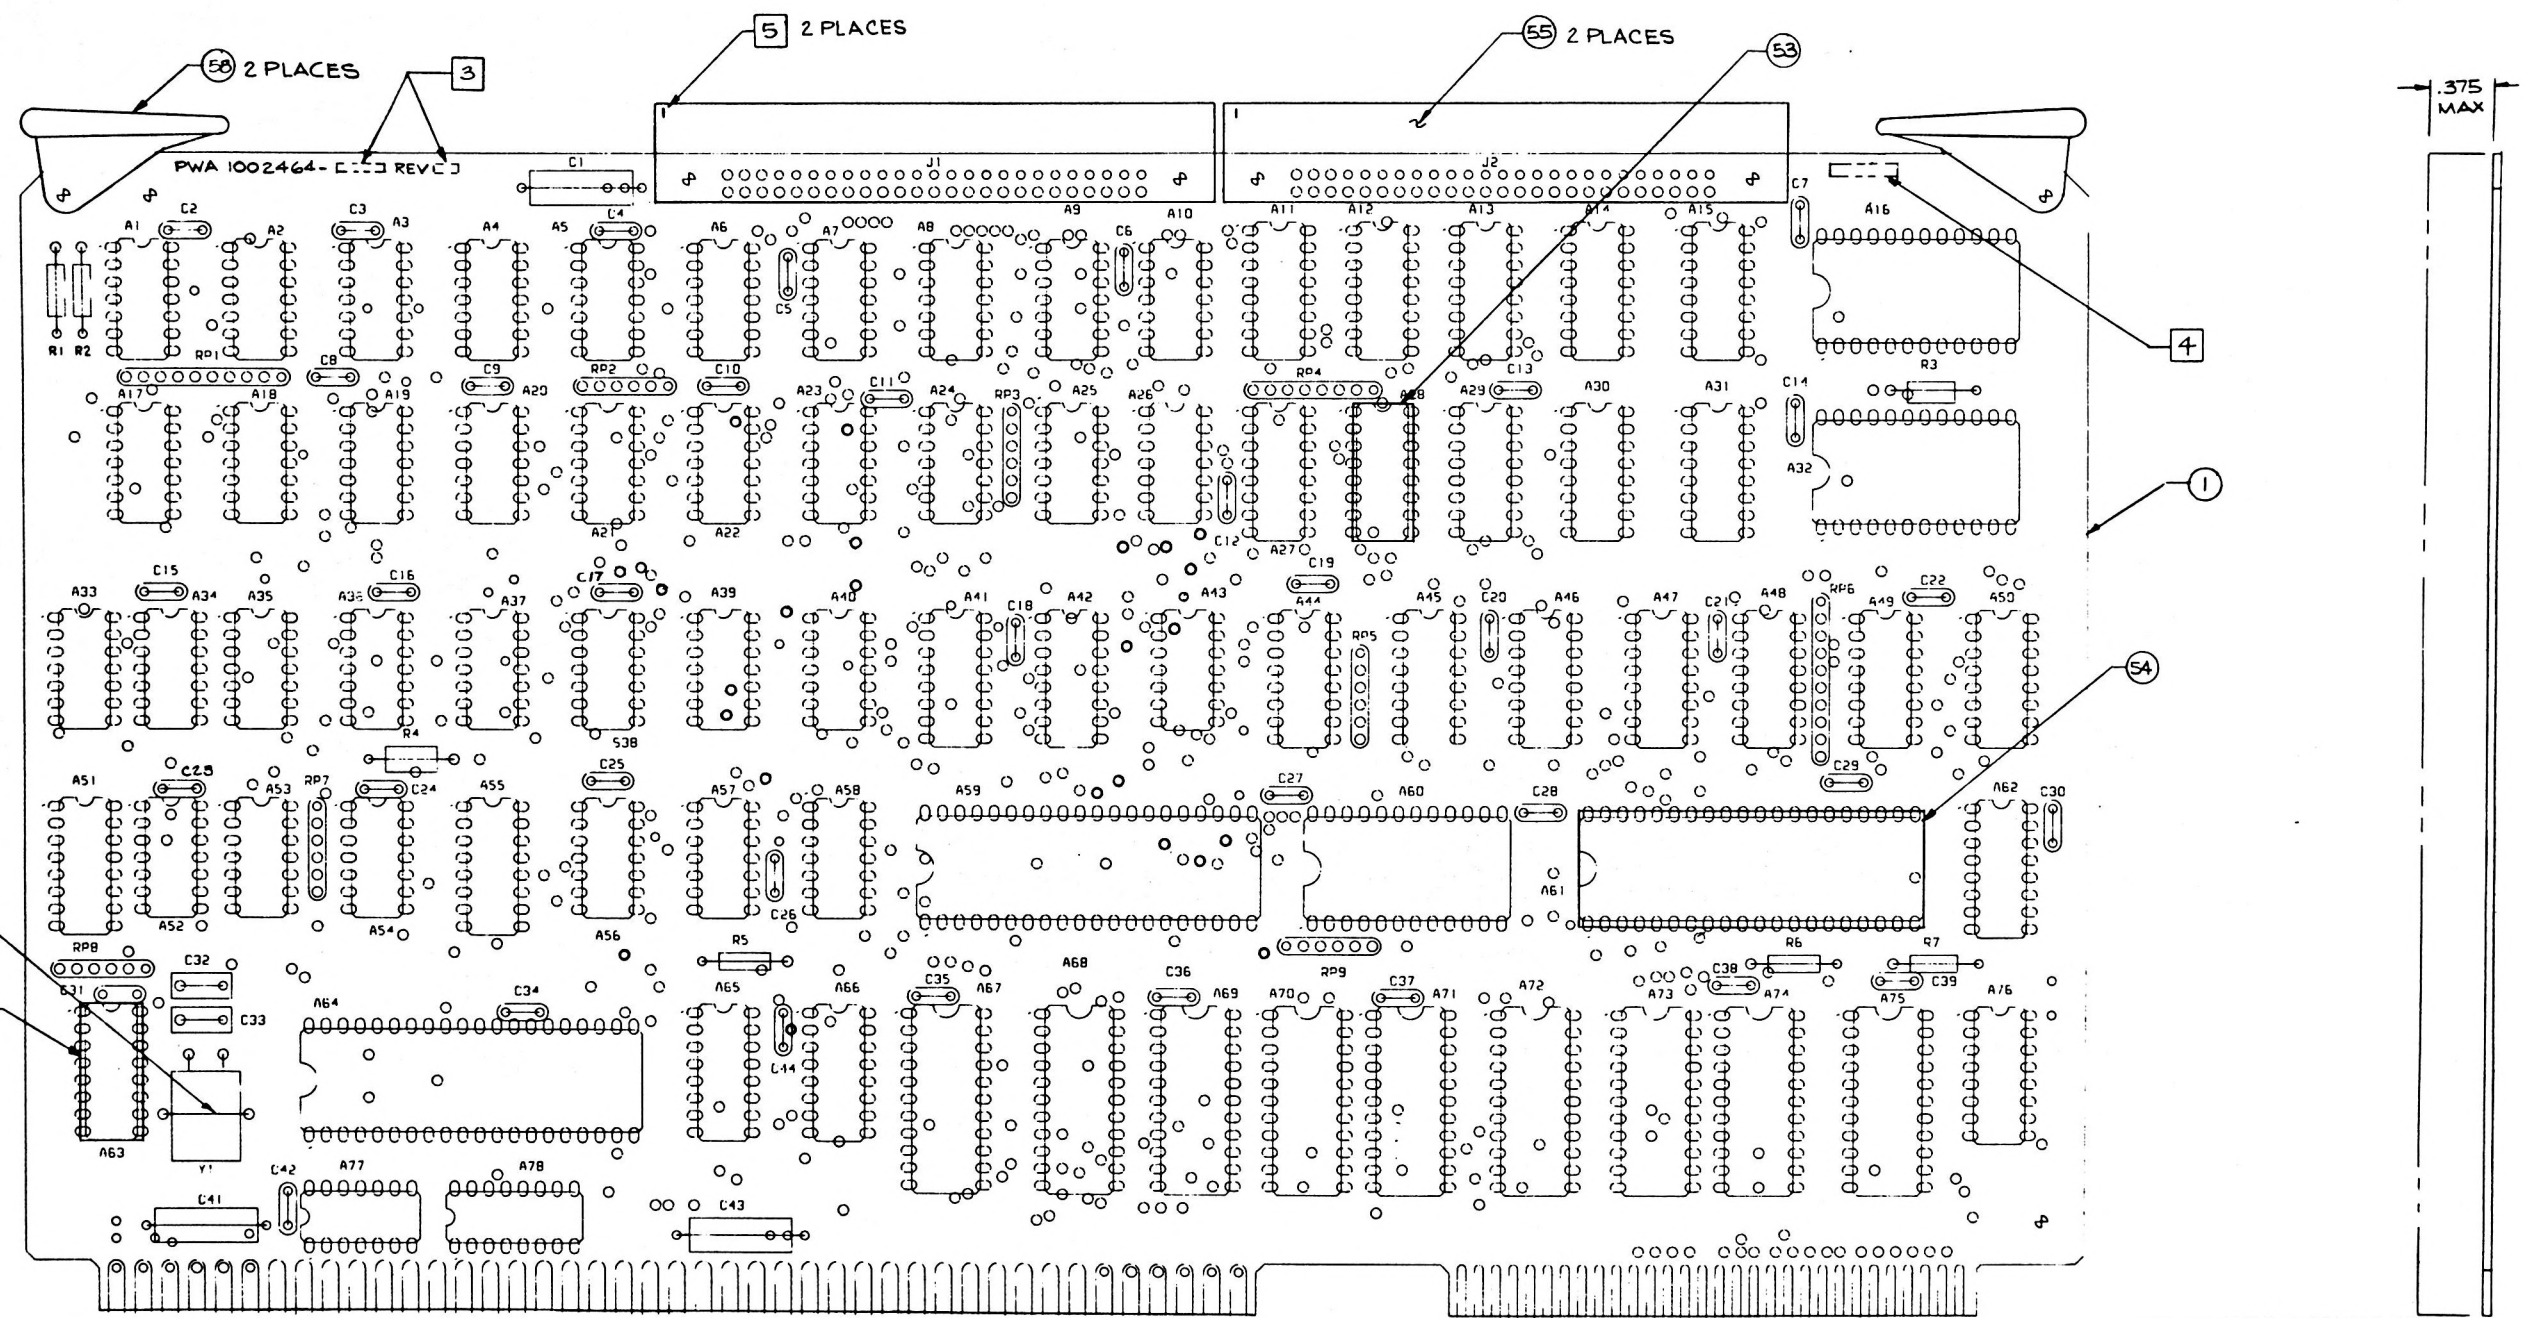 5 2 PLACES
55 2 PLACES
53
58 2 PLACES
3
.375
MAX
PWA 1002464- REV
C1
J1
J2
C7
A1 C2 A2 C3 A3 A4 A5 C4 A6 A7 A8 A9 C6 A10 A11 A12 A13 A14 A15 A16
C5
4
R1 R2 RP1 C8 C9 RP2 C10 C11 RP4 C13 R3
A17 A18 A19 A20 A23 A24 RP3 A25 A26 A28 A29 A30 A31 C14
A32
1
A21 A22 C12 A27
C15 C16 C17 C19 C22
A33 A34 A35 A36 A37 A39 A40 A41 C18 A42 A43 A44 A45 C20 A46 A47 C21 A48 RP6 A49 A50
RP5
54
R4 538
A51 C23 A53 RP7 C24 A55 C25 A57 A58 A59 C27 A60 C28 C29 A62 C30
A61
A52 A54 A56 C26
RP8 C32 R5 RP9 R6 R7
C31 A64 C34 A65 A66 C35 A67 A68 C36 A69 A70 C37 A71 A72 A73 C38 A74 A75 C39 A76
C33
C44
A63 Y1 C42 A77 A78
C41 C43